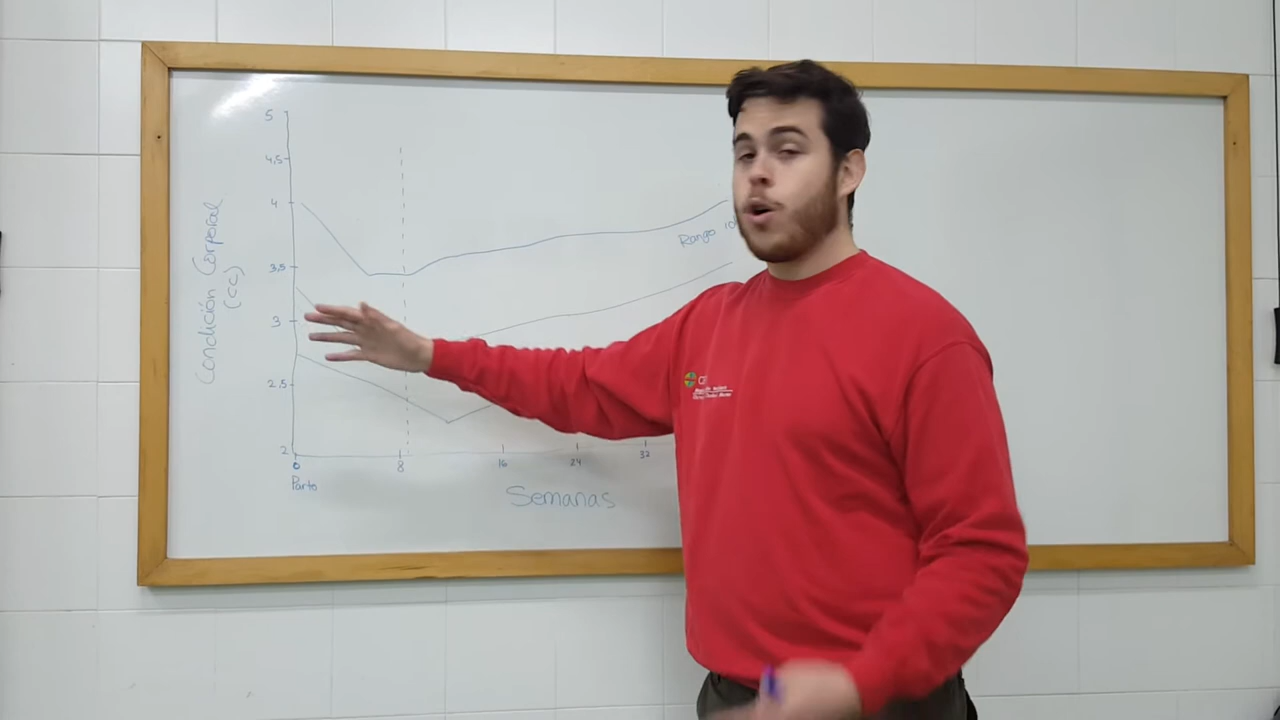 5
4,5
4
3,5
3
2,5
2
Condición Corporal
(CC)
Rango
0
8
16
24
32
Parto
Semanas